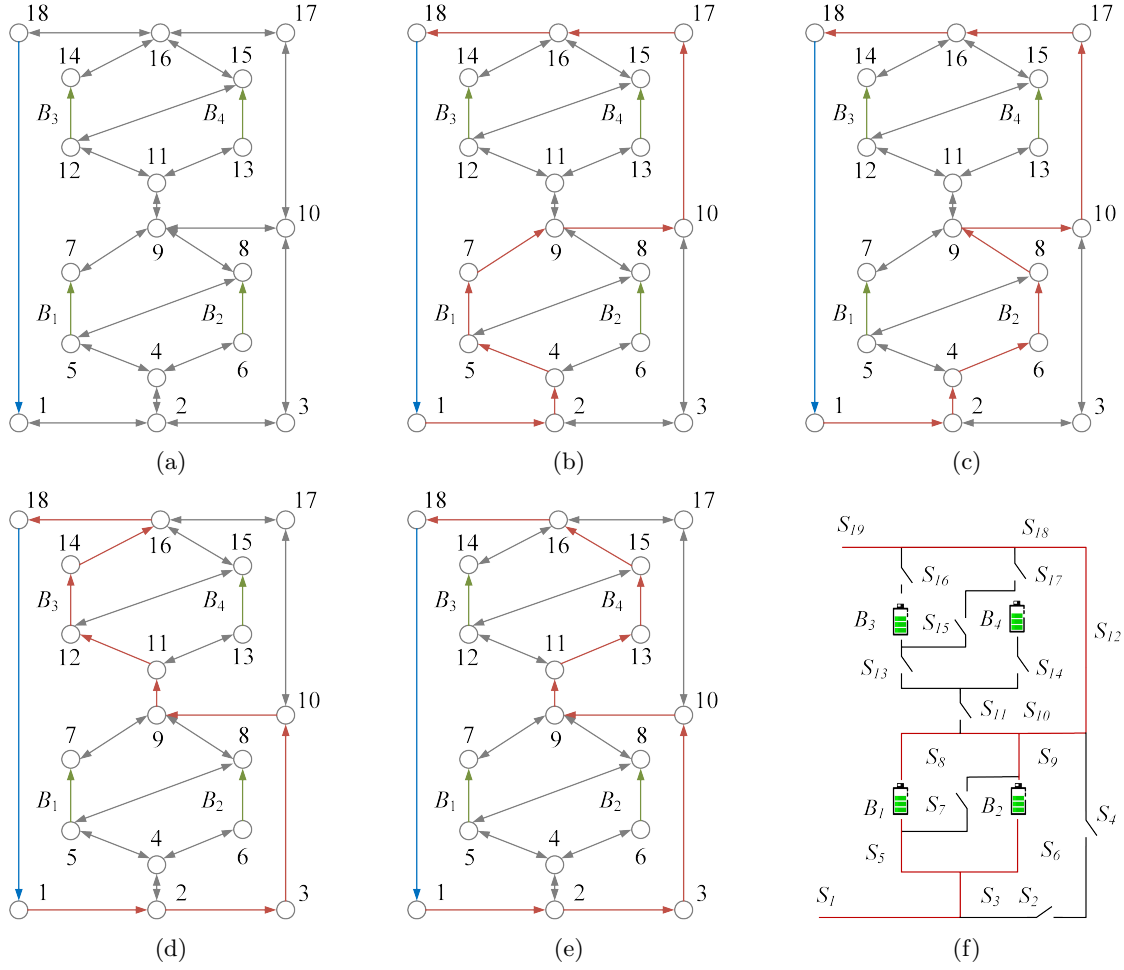 18 17 18 17 18 17
16 16 16
14 15 14 15 14 15
B3 B4 B3 B4 B3 B4
12 11 13 12 11 13 12 11 13
10 10 10
7 9 8 7 9 8 7 9 8
B1 B2 B1 B2 B1 B2
5 4 6 5 4 6 5 4 6
1 2 3 1 2 3 1 2 3
(a) (b) (c)
18 17 18 17
16 16
14 15 14 15
B3 B4 B3 B4
12 11 13 12 11 13
10 10
7 9 8 7 9 8
B1 B2 B1 B2
5 4 6 5 4 6
1 2 3 1 2 3
S19 S18
S16 S17
B3 S15 B4
S12
S13 S14
S11 S10
S8 S9
B1 S7 B2
S4
S5 S6
S1 S3 S2
(d) (e) (f)